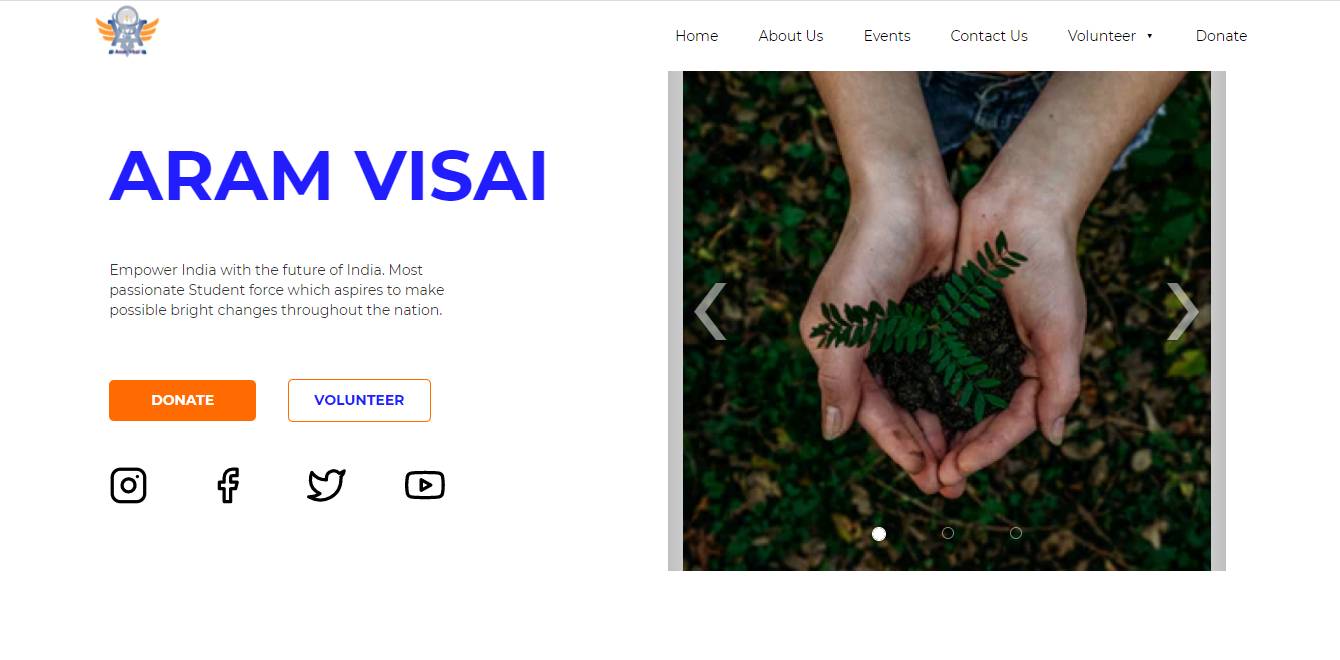 Home About Us Events Contact Us Volunteer ▾ Donate
ARAM VISAI
Empower India with the future of India. Most
passionate Student force which aspires to make
possible bright changes throughout the nation.
DONATE VOLUNTEER